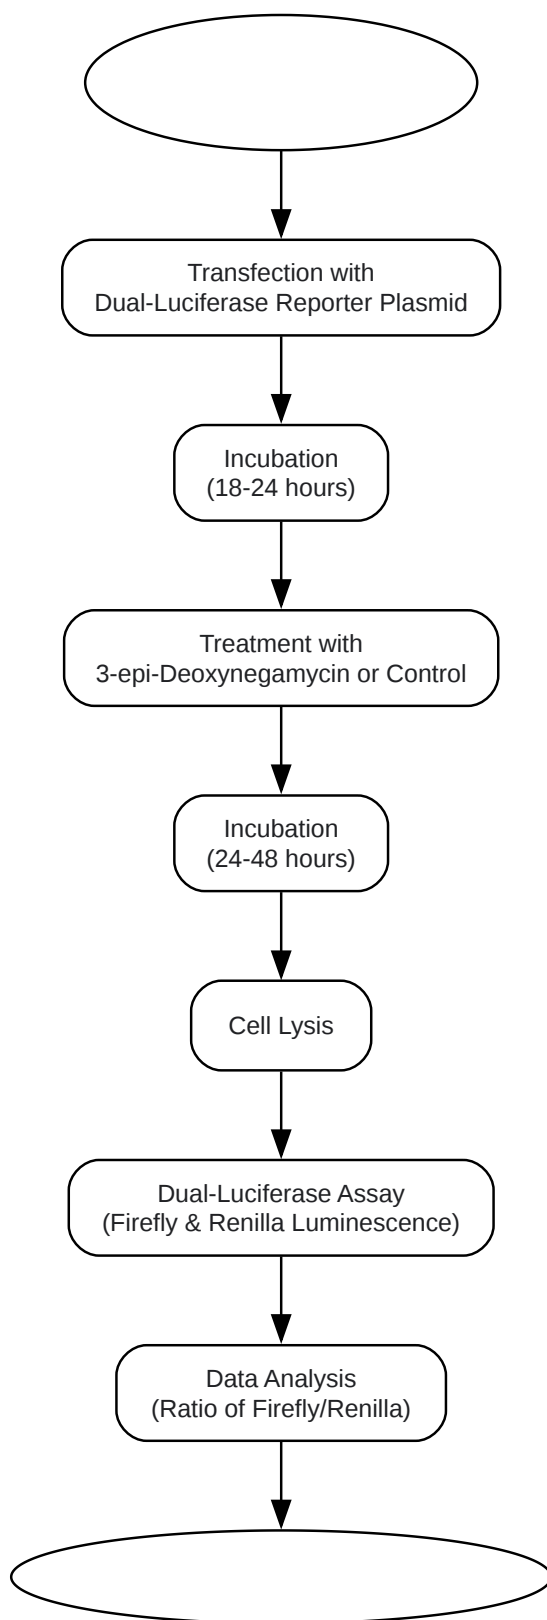 Transfection with
Dual-Luciferase Reporter Plasmid
Incubation
(18-24 hours)
Treatment with
3-epi-Deoxynegamycin or Control
Incubation
(24-48 hours)
Cell Lysis
Dual-Luciferase Assay
(Firefly & Renilla Luminescence)
Data Analysis
(Ratio of Firefly/Renilla)